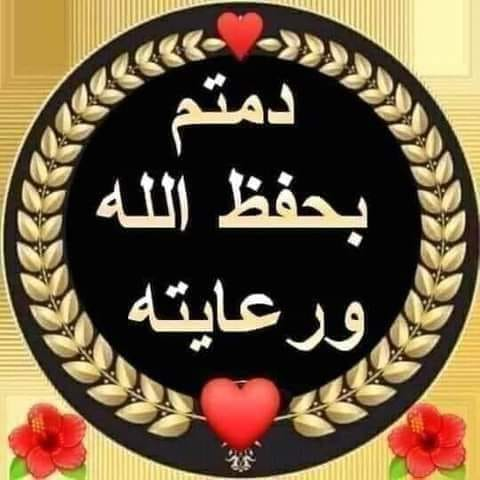 دمتم
بحفظ الله
ورعايته